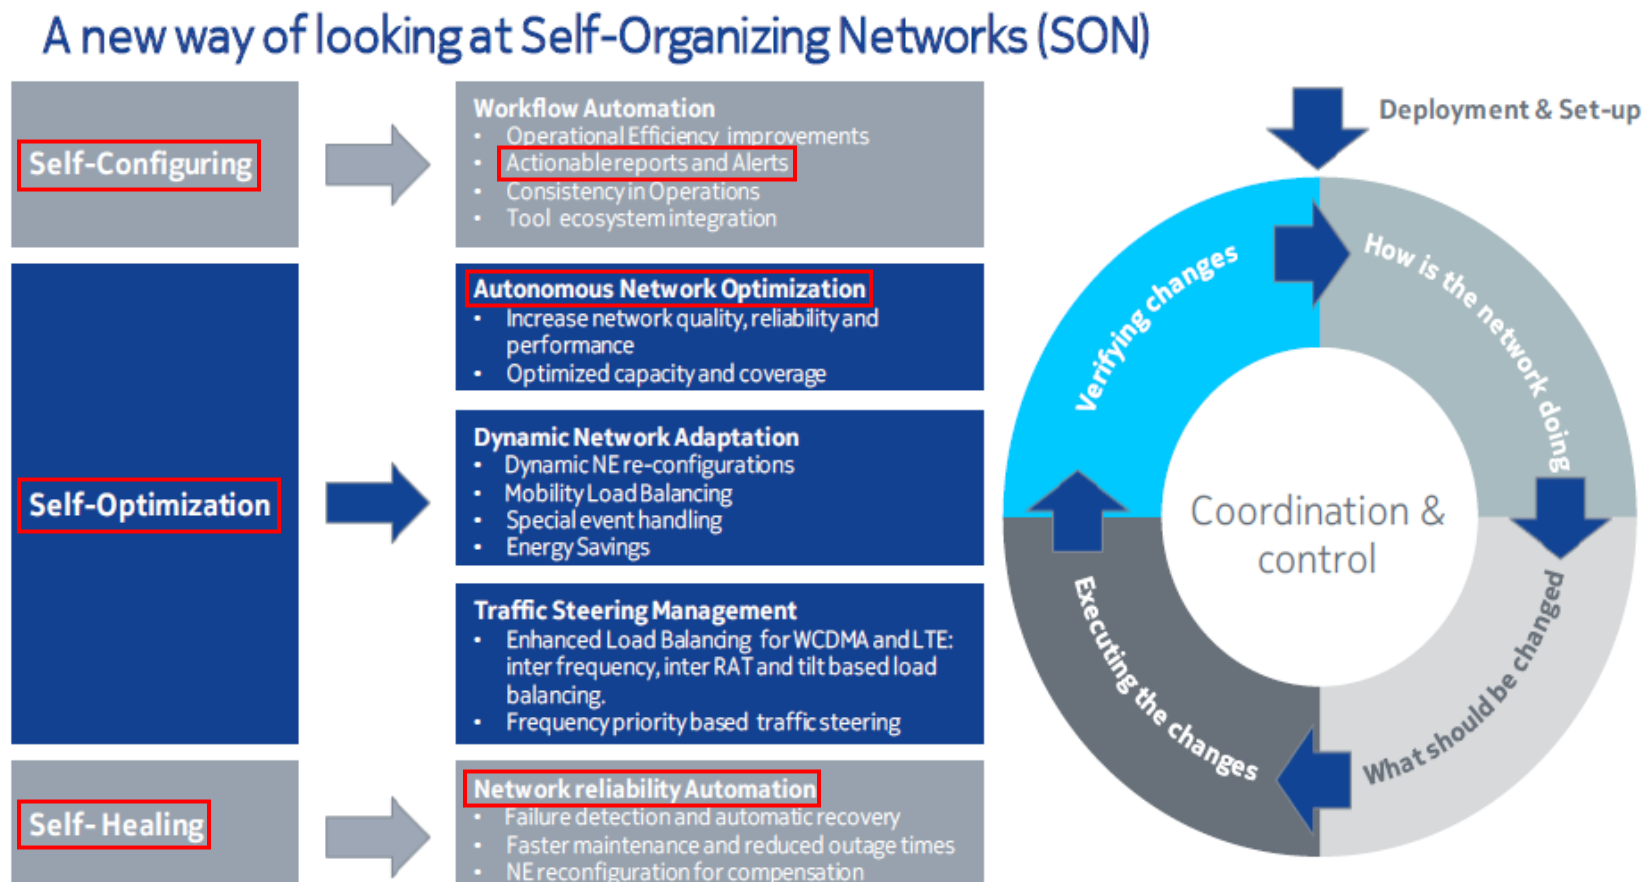 A new way of looking at Self-Organizing Networks (SON)
Self-Configuring
Workflow Automation
• Operational Efficiency improvements
• Actionable reports and Alerts
• Consistency in Operations
• Tool ecosystem integration
Self-Optimization
Autonomous Network Optimization
• Increase network quality, reliability and
performance
• Optimized capacity and coverage
Dynamic Network Adaptation
• Dynamic NE re-configurations
• Mobility Load Balancing
• Special event handling
• Energy Savings
Traffic Steering Management
• Enhanced Load Balancing for WCDMA and LTE:
inter frequency, inter RAT and tilt based load
balancing.
• Frequency priority based traffic steering
Self- Healing
Network reliability Automation
• Failure detection and automatic recovery
• Faster maintenance and reduced outage times
• NE reconfiguration for compensation
Deployment & Set-up
How is the network doing
What should be changed
Executing the changes
Verifying changes
Coordination &
control